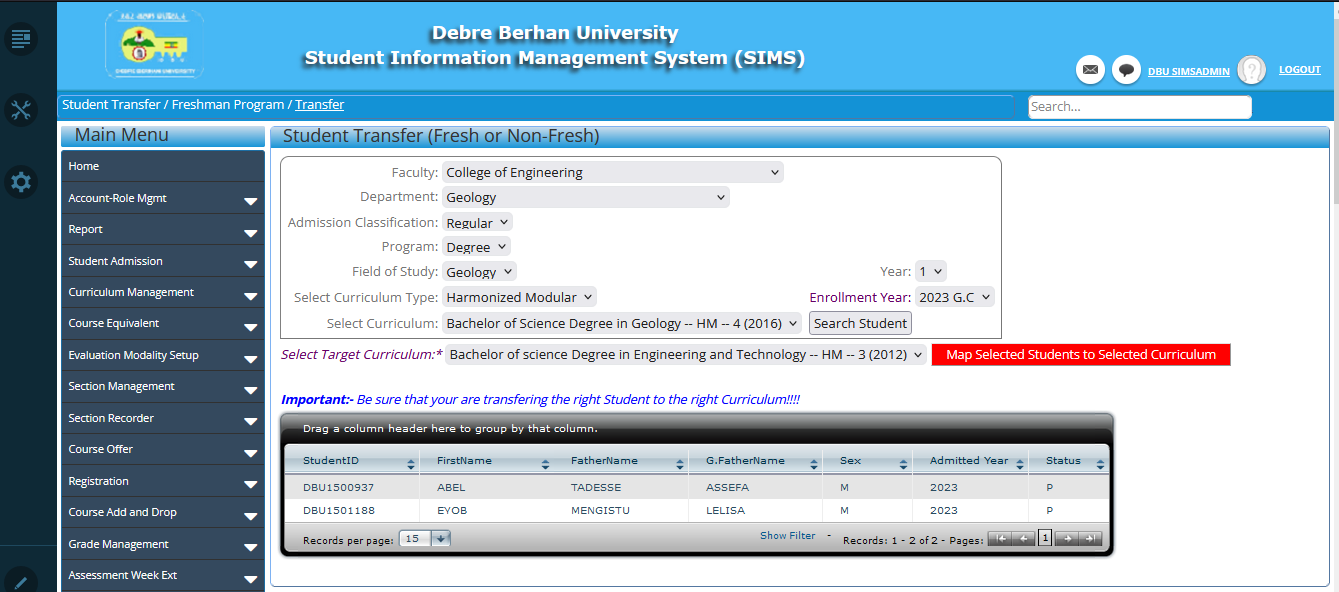 Debre Berhan University
Student Information Management System (SIMS)
DEBRE BERHAN UNIVERSITY
DBU SIMSADMIN
LOGOUT
Student Transfer / Freshman Program / Transfer
Search...
Main Menu
Home
Account-Role Mgmt
Report
Student Admission
Curriculum Management
Course Equivalent
Evaluation Modality Setup
Section Management
Section Recorder
Course Offer
Registration
Course Add and Drop
Grade Management
Assessment Week Ext
Student Transfer (Fresh or Non-Fresh)
Faculty: College of Engineering
Department: Geology
Admission Classification: Regular
Program: Degree
Field of Study: Geology Year: 1
Select Curriculum Type: Harmonized Modular Enrollment Year: 2023 G.C
Select Curriculum: Bachelor of Science Degree in Geology -- HM -- 4 (2016) Search Student
Select Target Curriculum:* Bachelor of science Degree in Engineering and Technology -- HM -- 3 (2012) Map Selected Students to Selected Curriculum
Important:- Be sure that your are transfering the right Student to the right Curriculum!!!!
Drag a column header here to group by that column.
StudentID FirstName FatherName G.FatherName Sex Admitted Year Status
DBU1500937 ABEL TADESSE ASSEFA M 2023 P
DBU1501188 EYOB MENGISTU LELISA M 2023 P
Records per page: 15 Show Filter - Records: 1 - 2 of 2 - Pages: 1